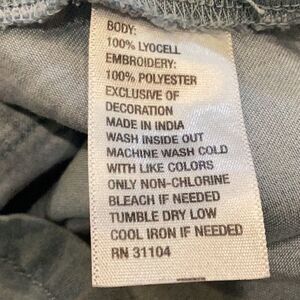 BODY:
100% LYOCELL
EMBROIDERY:
100% POLYESTER
EXCLUSIVE OF
DECORATION
MADE IN INDIA
WASH INSIDE OUT
MACHINE WASH COLD
WITH LIKE COLORS
ONLY NON-CHLORINE
BLEACH IF NEEDED
TUMBLE DRY LOW
COOL IRON IF NEEDED
RN 31104